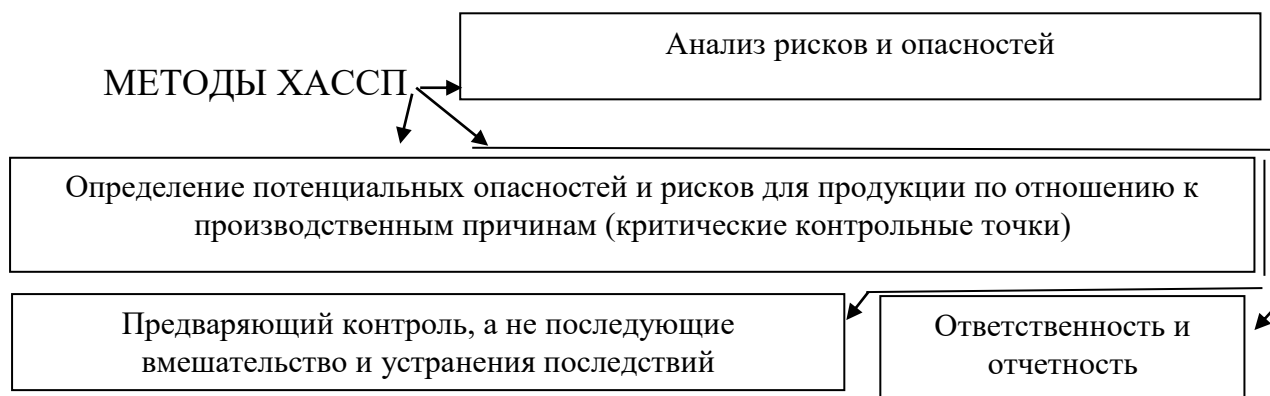 Анализ рисков и опасностей
МЕТОДЫ ХАССП
Определение потенциальных опасностей и рисков для продукции по отношению к
производственным причинам (критические контрольные точки)
Предваряющий контроль, а не последующие
вмешательство и устранения последствий
Ответственность и
отчетность